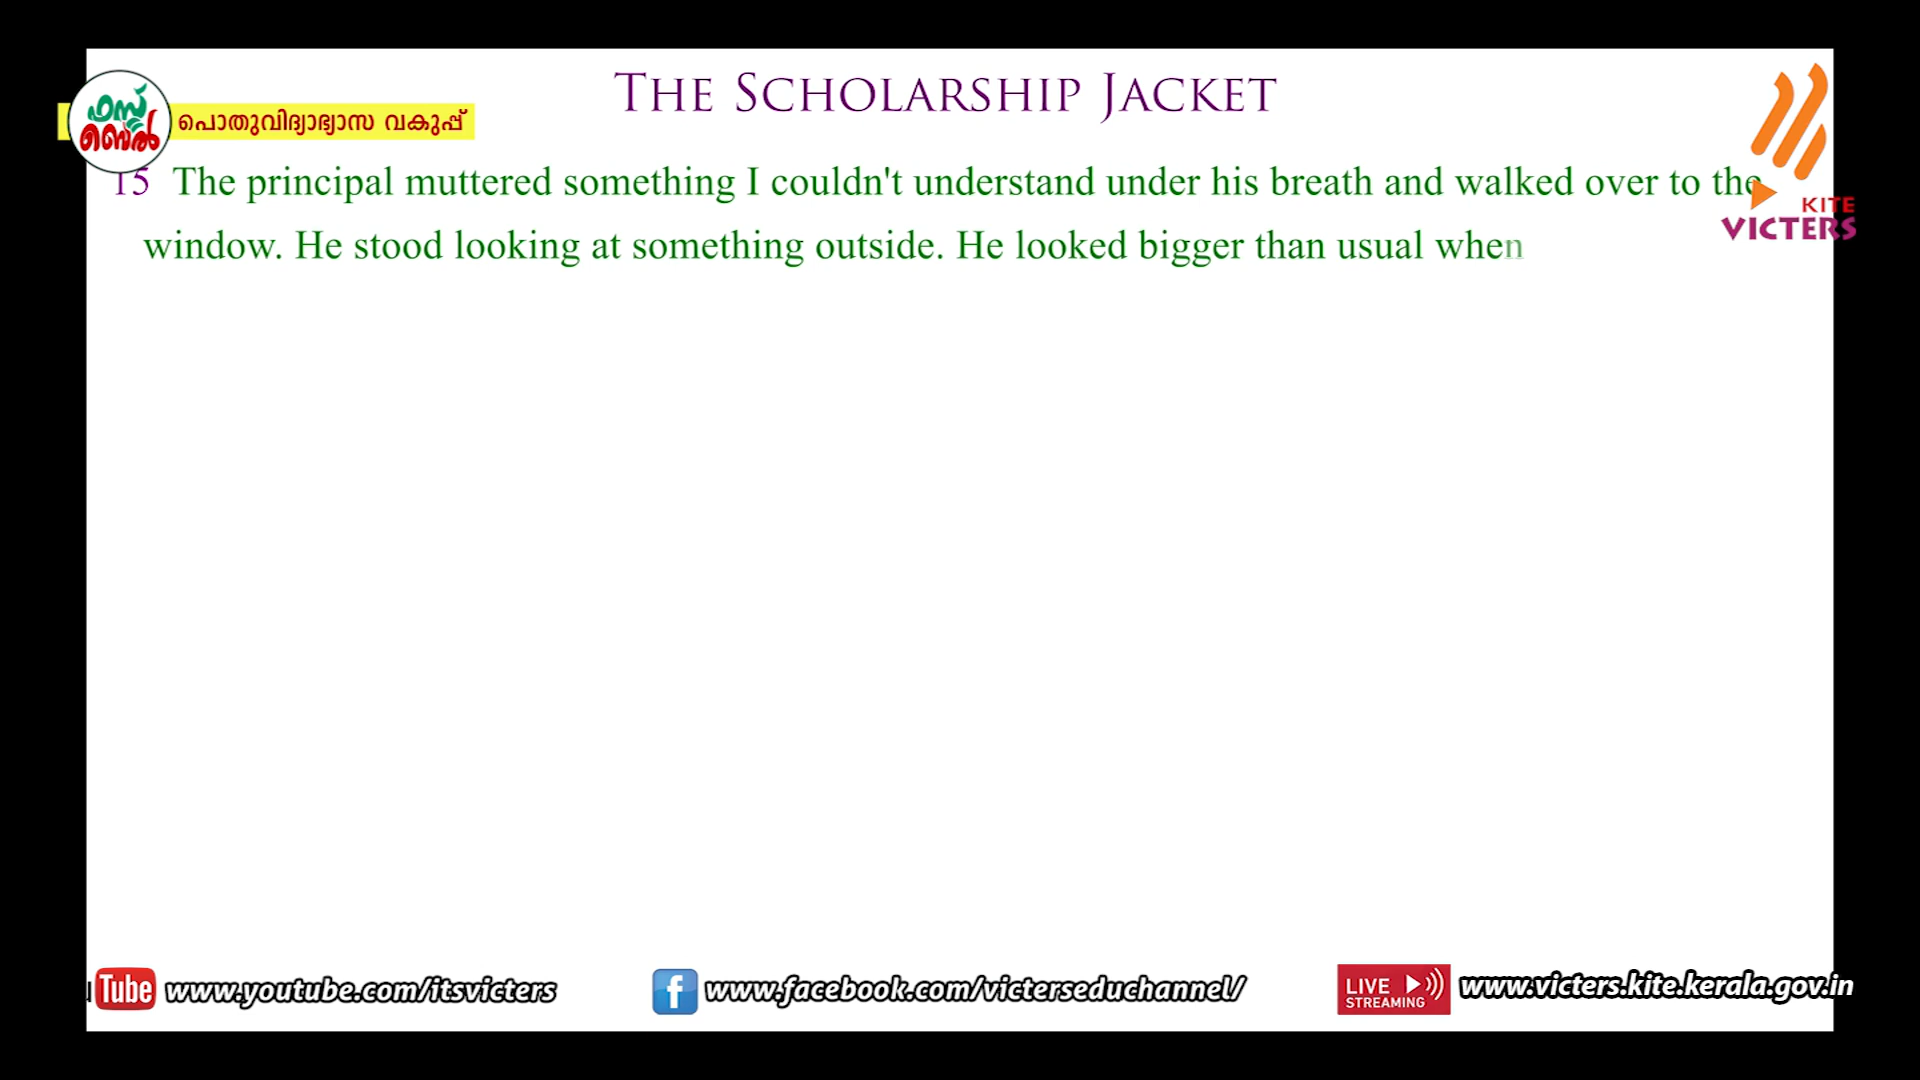 THE SCHOLARSHIP JACKET
ഫസ്റ്റ്
ബെൽ
പൊതുവിദ്യാഭ്യാസ വകുപ്പ്
15 The principal muttered something I couldn't understand under his breath and walked over to the
window. He stood looking at something outside. He looked bigger than usual when
KITE
VICTERS
Tube www.youtube.com/itsvicters
f www.facebook.com/victerseduchannel/
LIVE STREAMING www.victers.kite.kerala.gov.in